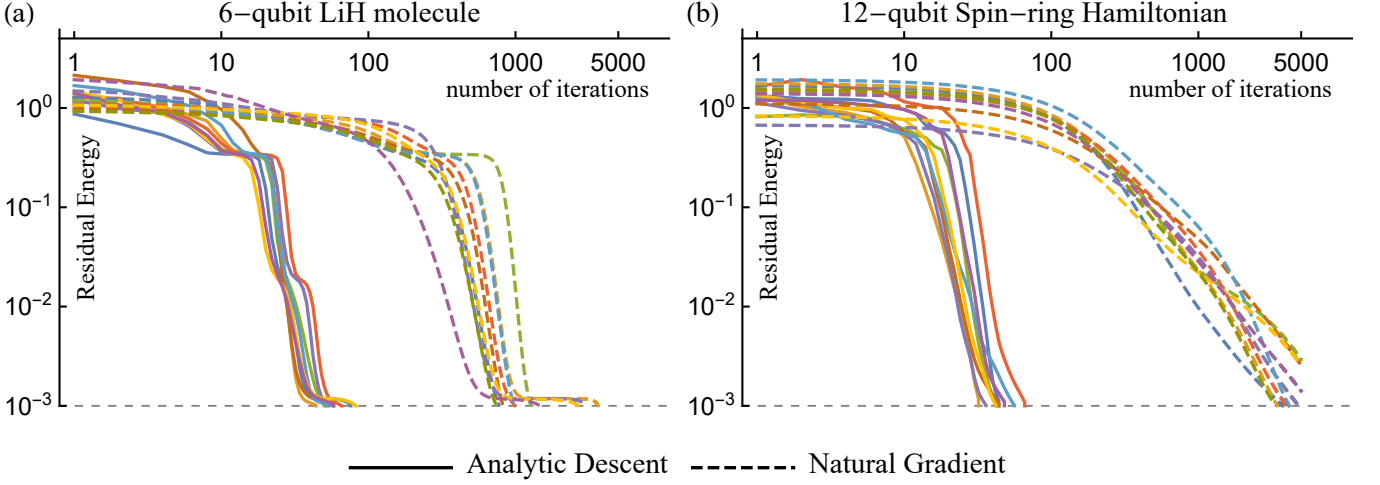 (a) 6−qubit LiH molecule
1 10 100 1000 5000
number of iterations
10^0
10^−1
10^−2
10^−3
Residual Energy
(b) 12−qubit Spin−ring Hamiltonian
1 10 100 1000 5000
number of iterations
10^0
10^−1
10^−2
10^−3
Residual Energy
Analytic Descent Natural Gradient